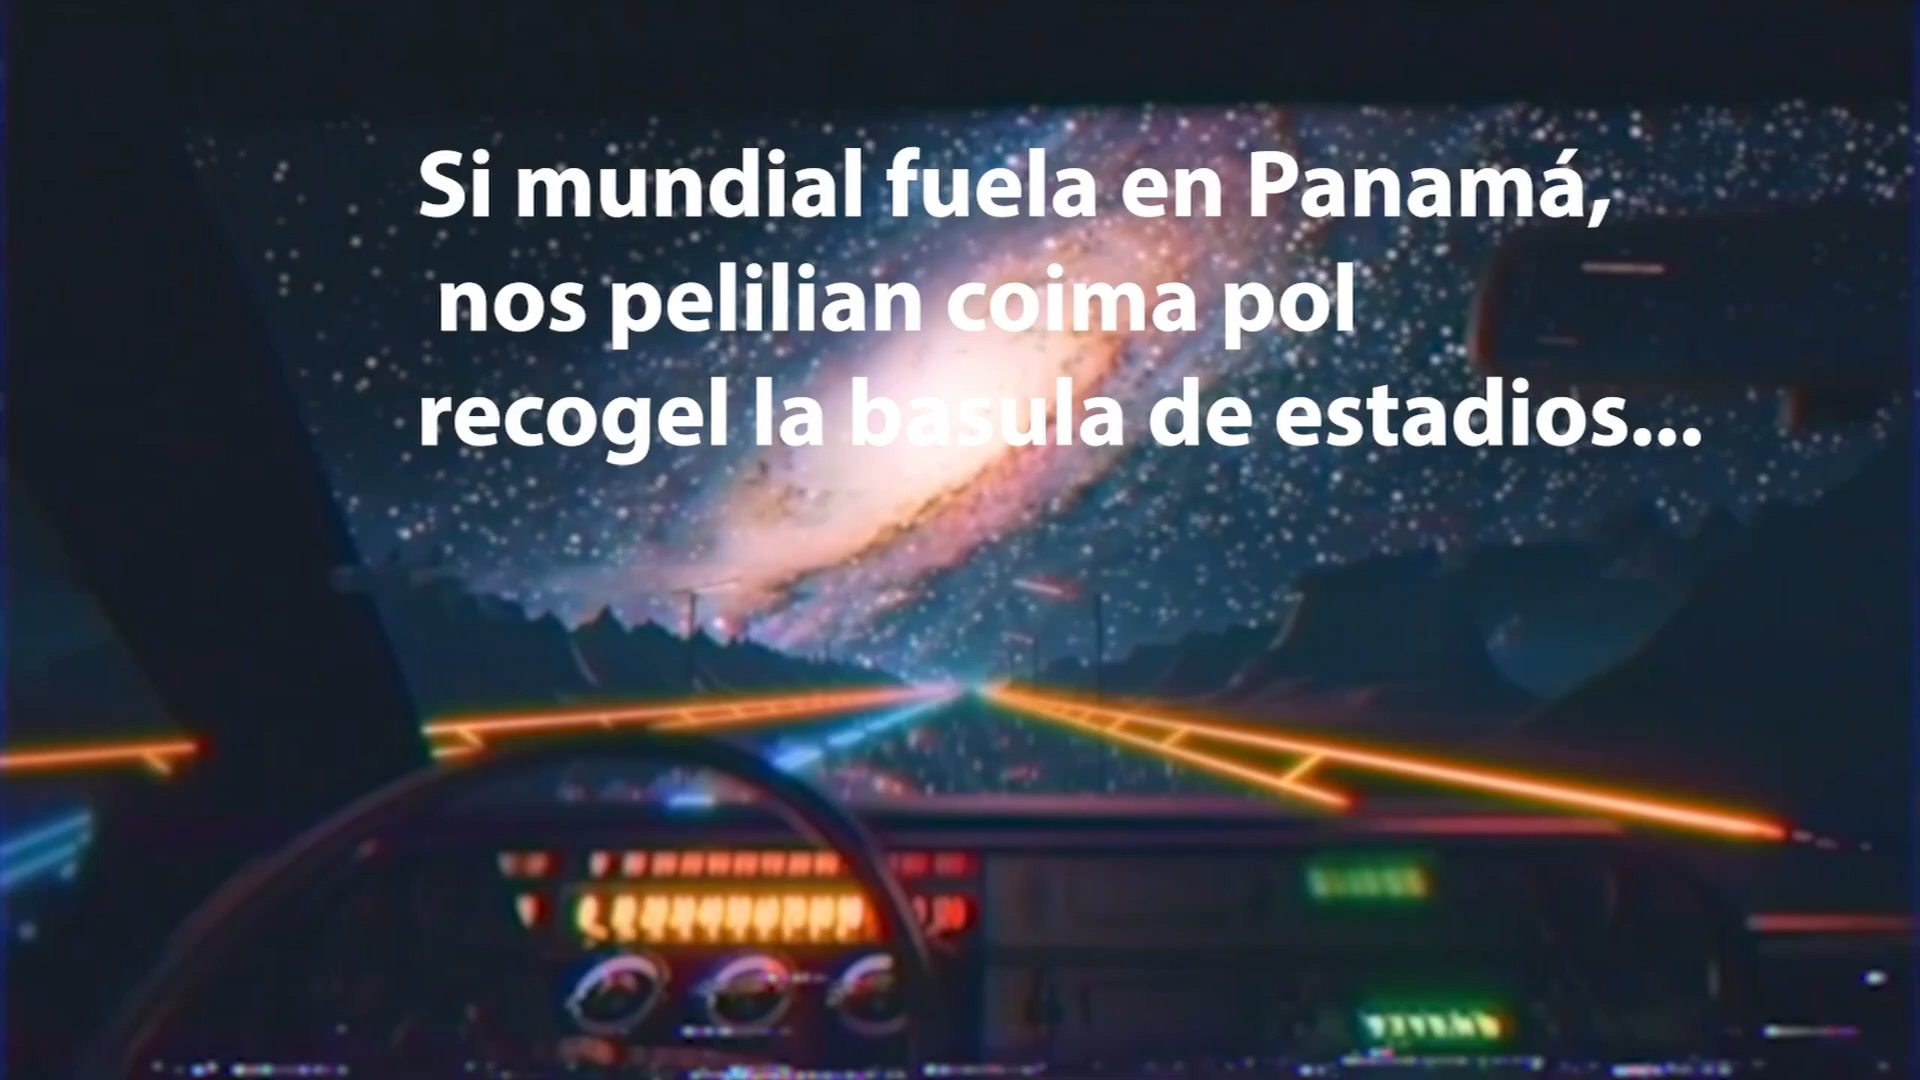 Si mundial fuela en Panamá,
nos pelilian coima pol
recogel la basula de estadios...